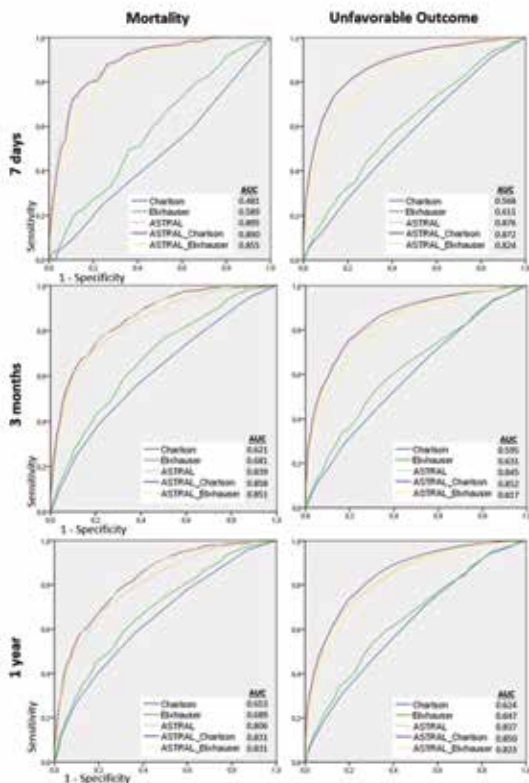 Mortality
Unfavorable Outcome
7 days
Sensitivity
AUC
Charlson 0.481
Elixhauser 0.589
ASTRAL 0.895
ASTRAL_Charlson 0.880
ASTRAL_Elixhauser 0.855
1 - Specificity
AUC
Charlson 0.568
Elixhauser 0.611
ASTRAL 0.876
ASTRAL_Charlson 0.872
ASTRAL_Elixhauser 0.824
3 months
Sensitivity
AUC
Charlson 0.621
Elixhauser 0.681
ASTRAL 0.839
ASTRAL_Charlson 0.858
ASTRAL_Elixhauser 0.851
1 - Specificity
AUC
Charlson 0.595
Elixhauser 0.631
ASTRAL 0.845
ASTRAL_Charlson 0.852
ASTRAL_Elixhauser
1 year
Sensitivity
AUC
Charlson 0.653
Elixhauser 0.689
ASTRAL 0.806
ASTRAL_Charlson 0.831
ASTRAL_Elixhauser 0.831
1 - Specificity
AUC
Charlson 0.624
Elixhauser 0.647
ASTRAL 0.837
ASTRAL_Charlson 0.850
ASTRAL_Elixhauser 0.823